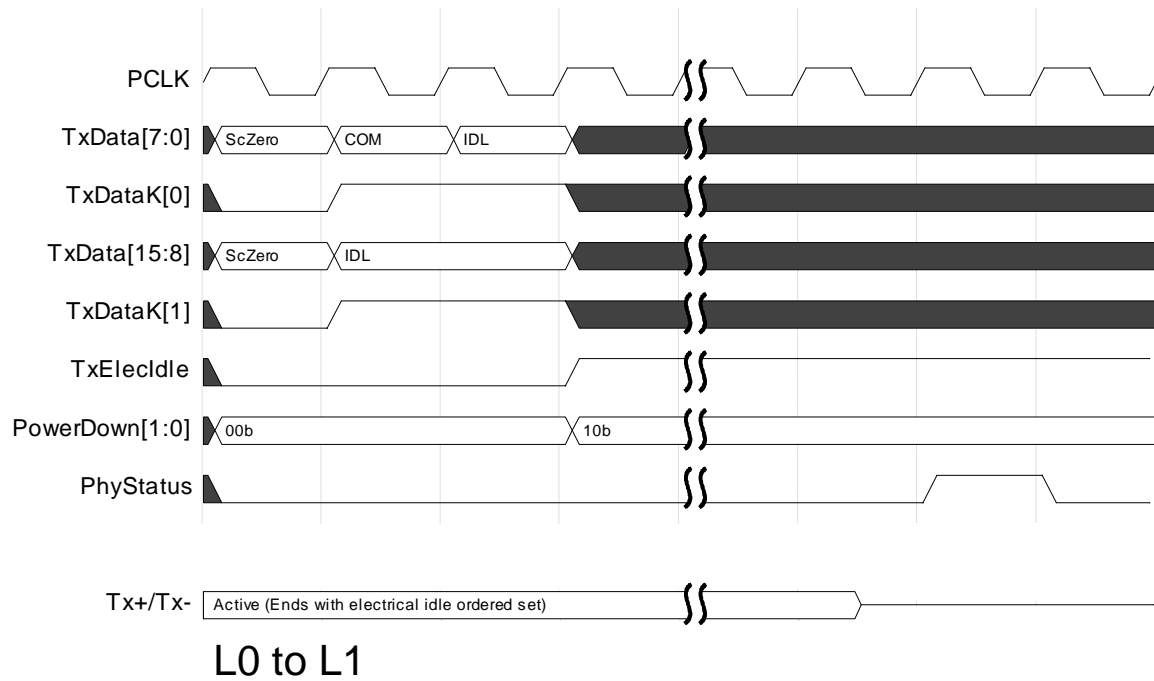 PCLK
TxData[7:0] ScZero COM IDL
TxDataK[0]
TxData[15:8] ScZero IDL
TxDataK[1]
TxElecIdle
PowerDown[1:0] 00b 10b
PhyStatus
Tx+/Tx- Active (Ends with electrical idle ordered set)
L0 to L1